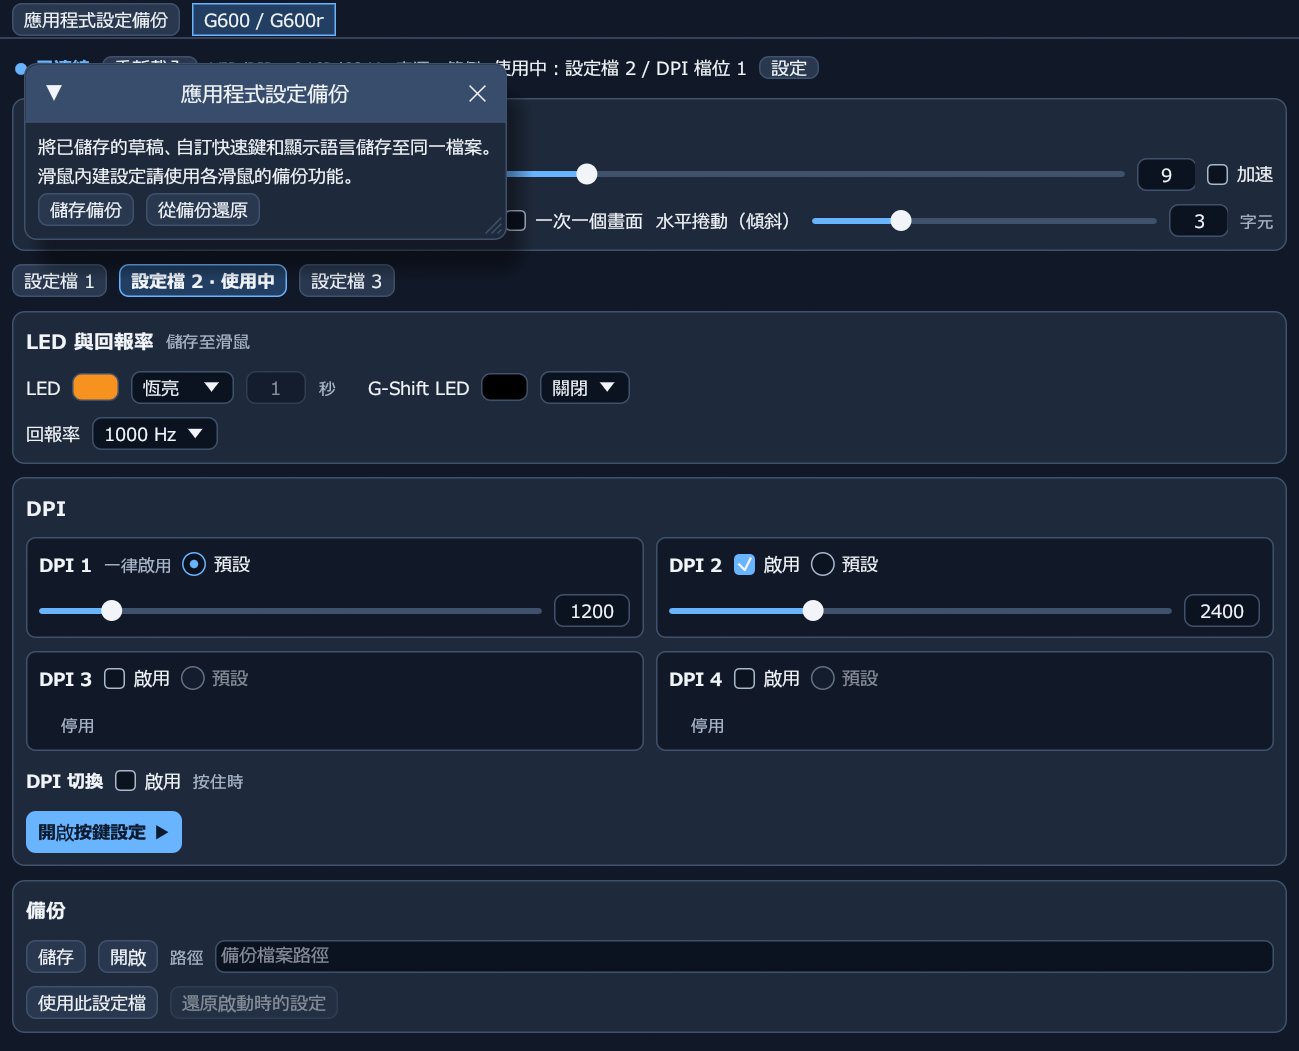 應用程式設定備份 G600 / G600r
使用中：設定檔 2 / DPI 檔位 1 設定
應用程式設定備份
將已儲存的草稿、自訂快速鍵和顯示語言儲存至同一檔案。
滑鼠內建設定請使用各滑鼠的備份功能。
儲存備份 從備份還原
9 加速
一次一個畫面 水平捲動（傾斜） 3 字元
設定檔 1 設定檔 2 · 使用中 設定檔 3
LED 與回報率 儲存至滑鼠
LED 恆亮 1 秒 G-Shift LED 關閉
回報率 1000 Hz
DPI
DPI 1 一律啟用 預設
1200
DPI 2 啟用 預設
2400
DPI 3 啟用 預設
停用
DPI 4 啟用 預設
停用
DPI 切換 啟用 按住時
開啟按鍵設定
備份
儲存 開啟 路徑 備份檔案路徑
使用此設定檔 還原啟動時的設定